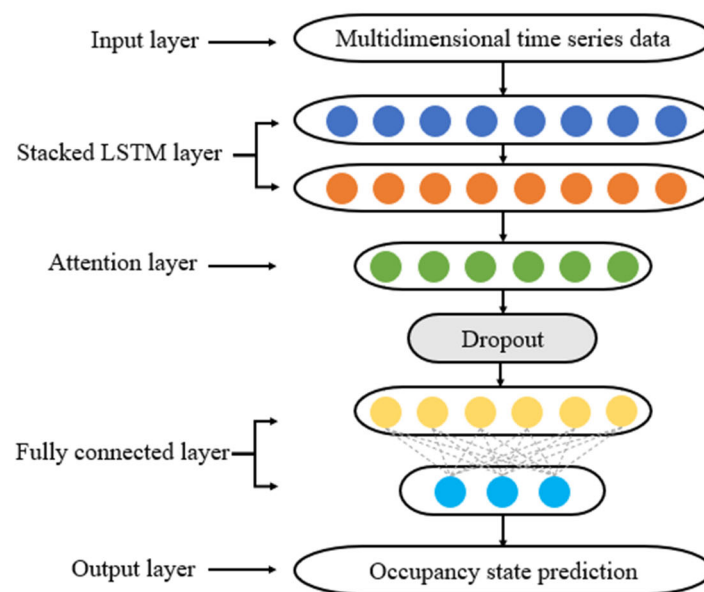 Input layer
Multidimensional time series data
Stacked LSTM layer
Attention layer
Dropout
Fully connected layer
Output layer
Occupancy state prediction